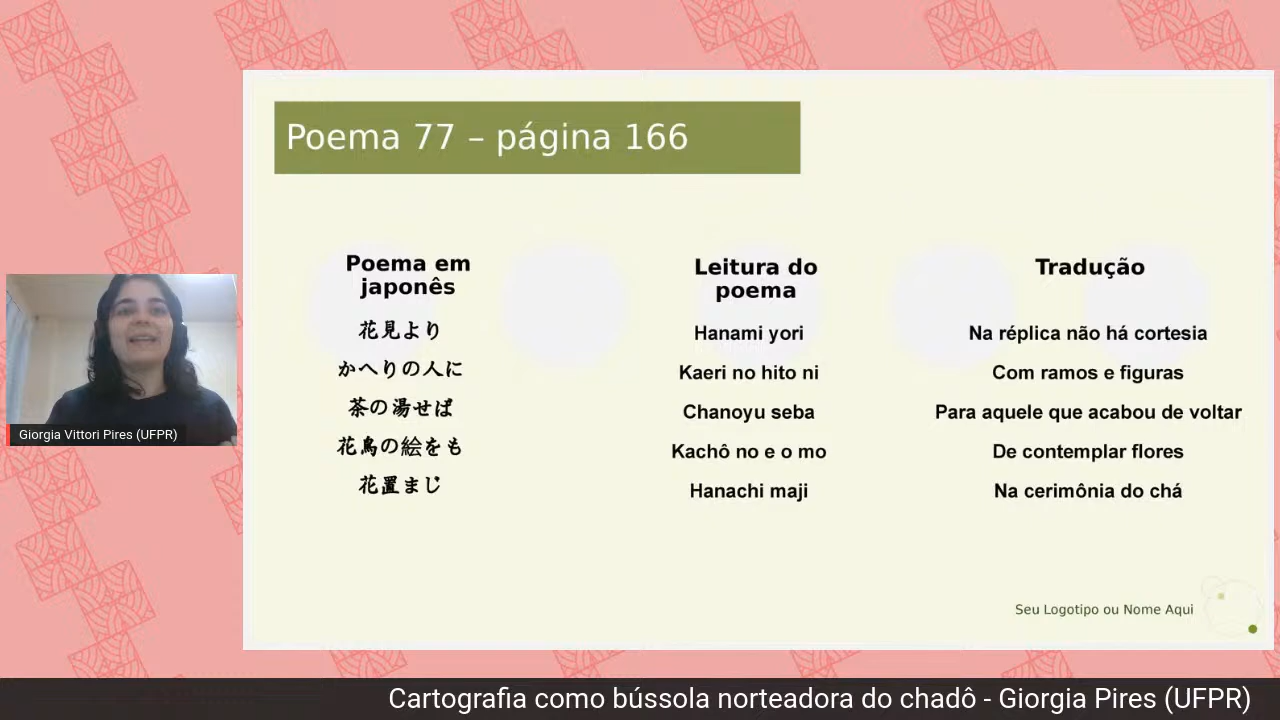 Poema 77 – página 166
Poema em
japonês
花見より
かへりの人に
茶の湯せば
花鳥の絵をも
花置まじ
Leitura do
poema
Hanami yori
Kaeri no hito ni
Chanoyu seba
Kachô no e o mo
Hanachi maji
Tradução
Na réplica não há cortesia
Com ramos e figuras
Para aquele que acabou de voltar
De contemplar flores
Na cerimônia do chá
Seu Logotipo ou Nome Aqui
Giorgia Vittori Pires (UFPR)
Cartografia como bússola norteadora do chadô - Giorgia Pires (UFPR)